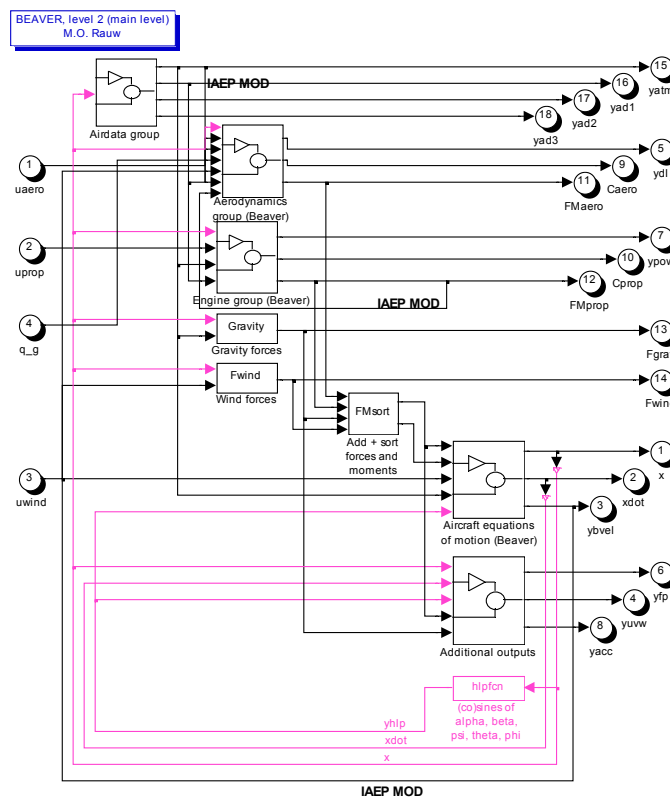 BEAVER, level 2 (main level)
M.O. Rauw
15
yatm
IAEP MOD
16
yad1
17
yad2
18
yad3
Airdata group
1
uaero
5
ydl
9
Caero
11
FMaero
Aerodynamics
group (Beaver)
2
uprop
7
ypow
10
Cprop
12
FMprop
Engine group (Beaver)
IAEP MOD
4
q_g
Gravity
Gravity forces
13
Fgra
Fwind
Wind forces
14
Fwin
FMsort
Add + sort
forces and
moments
3
uwind
1
x
2
xdot
3
ybvel
Aircraft equations
of motion (Beaver)
6
yfp
4
yuvw
8
yacc
Additional outputs
hlpfcn
(co)sines of
alpha, beta,
psi, theta, phi
yhlp
xdot
x
IAEP MOD